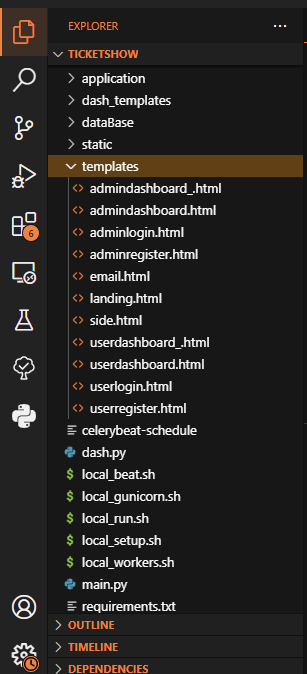 EXPLORER
TICKETSHOW
application
dash_templates
dataBase
static
templates
admindashboard_.html
admindashboard.html
adminlogin.html
adminregister.html
email.html
landing.html
side.html
userdashboard_.html
userdashboard.html
userlogin.html
userregister.html
celerybeat-schedule
dash.py
$ local_beat.sh
$ local_gunicorn.sh
$ local_run.sh
$ local_setup.sh
$ local_workers.sh
main.py
requirements.txt
OUTLINE
TIMELINE
DEPENDENCIES
6